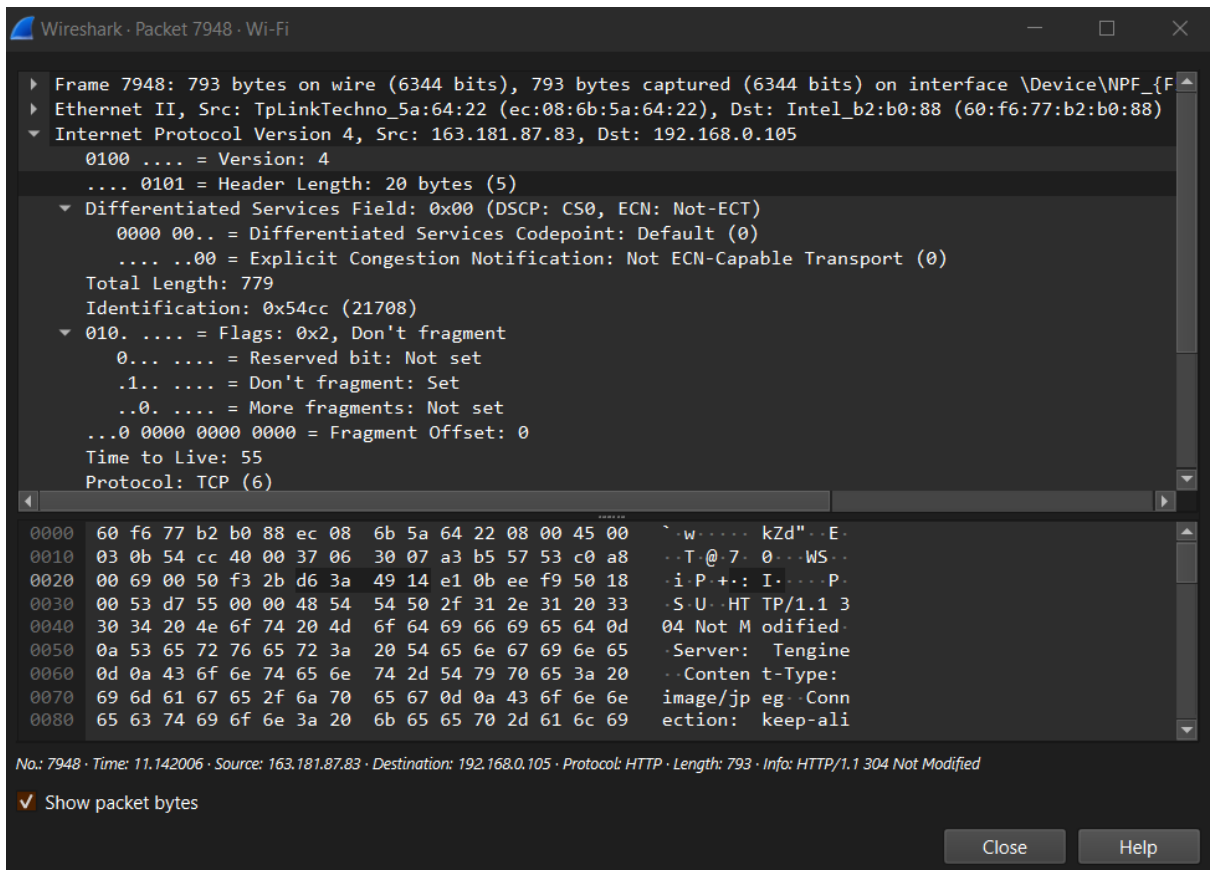 Wireshark · Packet 7948 · Wi-Fi
Frame 7948: 793 bytes on wire (6344 bits), 793 bytes captured (6344 bits) on interface \Device\NPF_{F
Ethernet II, Src: TpLinkTechno_5a:64:22 (ec:08:6b:5a:64:22), Dst: Intel_b2:b0:88 (60:f6:77:b2:b0:88)
Internet Protocol Version 4, Src: 163.181.87.83, Dst: 192.168.0.105
0100 .... = Version: 4
.... 0101 = Header Length: 20 bytes (5)
Differentiated Services Field: 0x00 (DSCP: CS0, ECN: Not-ECT)
0000 00.. = Differentiated Services Codepoint: Default (0)
.... ..00 = Explicit Congestion Notification: Not ECN-Capable Transport (0)
Total Length: 779
Identification: 0x54cc (21708)
010. .... = Flags: 0x2, Don't fragment
0... .... = Reserved bit: Not set
.1.. .... = Don't fragment: Set
..0. .... = More fragments: Not set
...0 0000 0000 0000 = Fragment Offset: 0
Time to Live: 55
Protocol: TCP (6)
0000 60 f6 77 b2 b0 88 ec 08 6b 5a 64 22 08 00 45 00 `·w····· kZd"··E·
0010 03 0b 54 cc 40 00 37 06 30 07 a3 b5 57 53 c0 a8 ··T·@·7· 0···WS··
0020 00 69 00 50 f3 2b d6 3a 49 14 e1 0b ee f9 50 18 ·i·P·+·: I·····P·
0030 00 53 d7 55 00 00 48 54 54 50 2f 31 2e 31 20 33 ·S·U··HT TP/1.1 3
0040 30 34 20 4e 6f 74 20 4d 6f 64 69 66 69 65 64 0d 04 Not M odified·
0050 0a 53 65 72 76 65 72 3a 20 54 65 6e 67 69 6e 65 ·Server: Tengine
0060 0d 0a 43 6f 6e 74 65 6e 74 2d 54 79 70 65 3a 20 ··Conten t-Type:
0070 69 6d 61 67 65 2f 6a 70 65 67 0d 0a 43 6f 6e 6e image/jp eg··Conn
0080 65 63 74 69 6f 6e 3a 20 6b 65 65 70 2d 61 6c 69 ection: keep-ali
No.: 7948 · Time: 11.142006 · Source: 163.181.87.83 · Destination: 192.168.0.105 · Protocol: HTTP · Length: 793 · Info: HTTP/1.1 304 Not Modified
Show packet bytes
Close Help